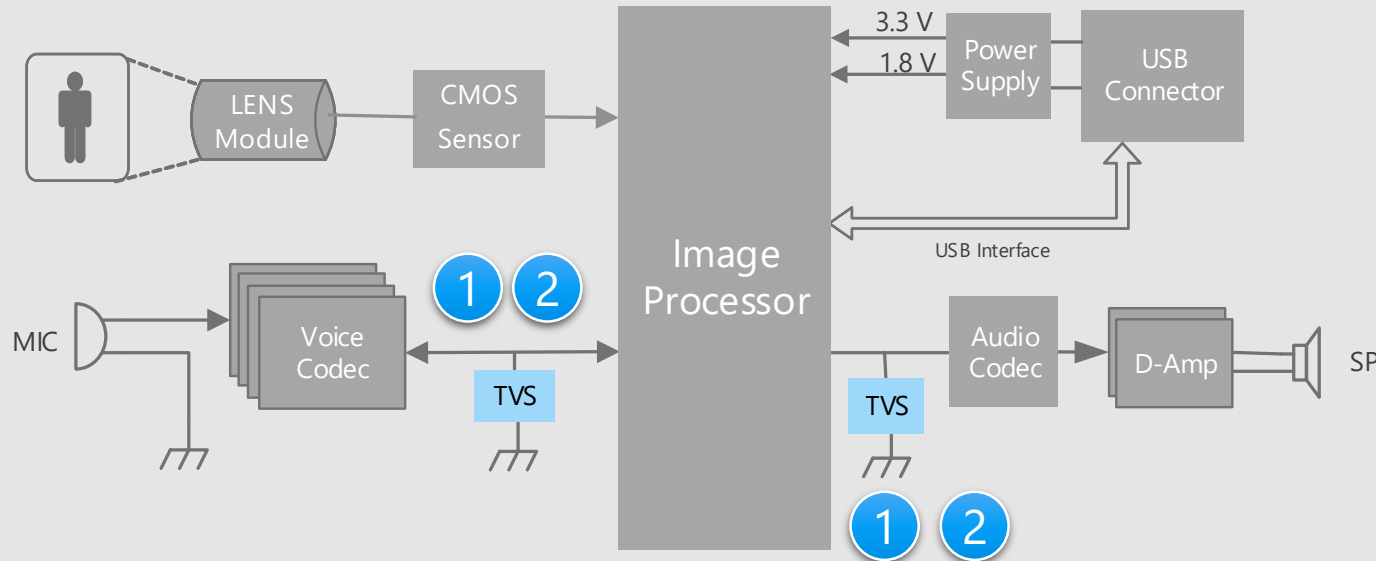 3.3 V
1.8 V
Power
Supply
USB
Connector
LENS
Module
CMOS
Sensor
USB Interface
Image
Processor
1 2
MIC
Voice
Codec
TVS
Audio
Codec
D-Amp
SP
TVS
1 2